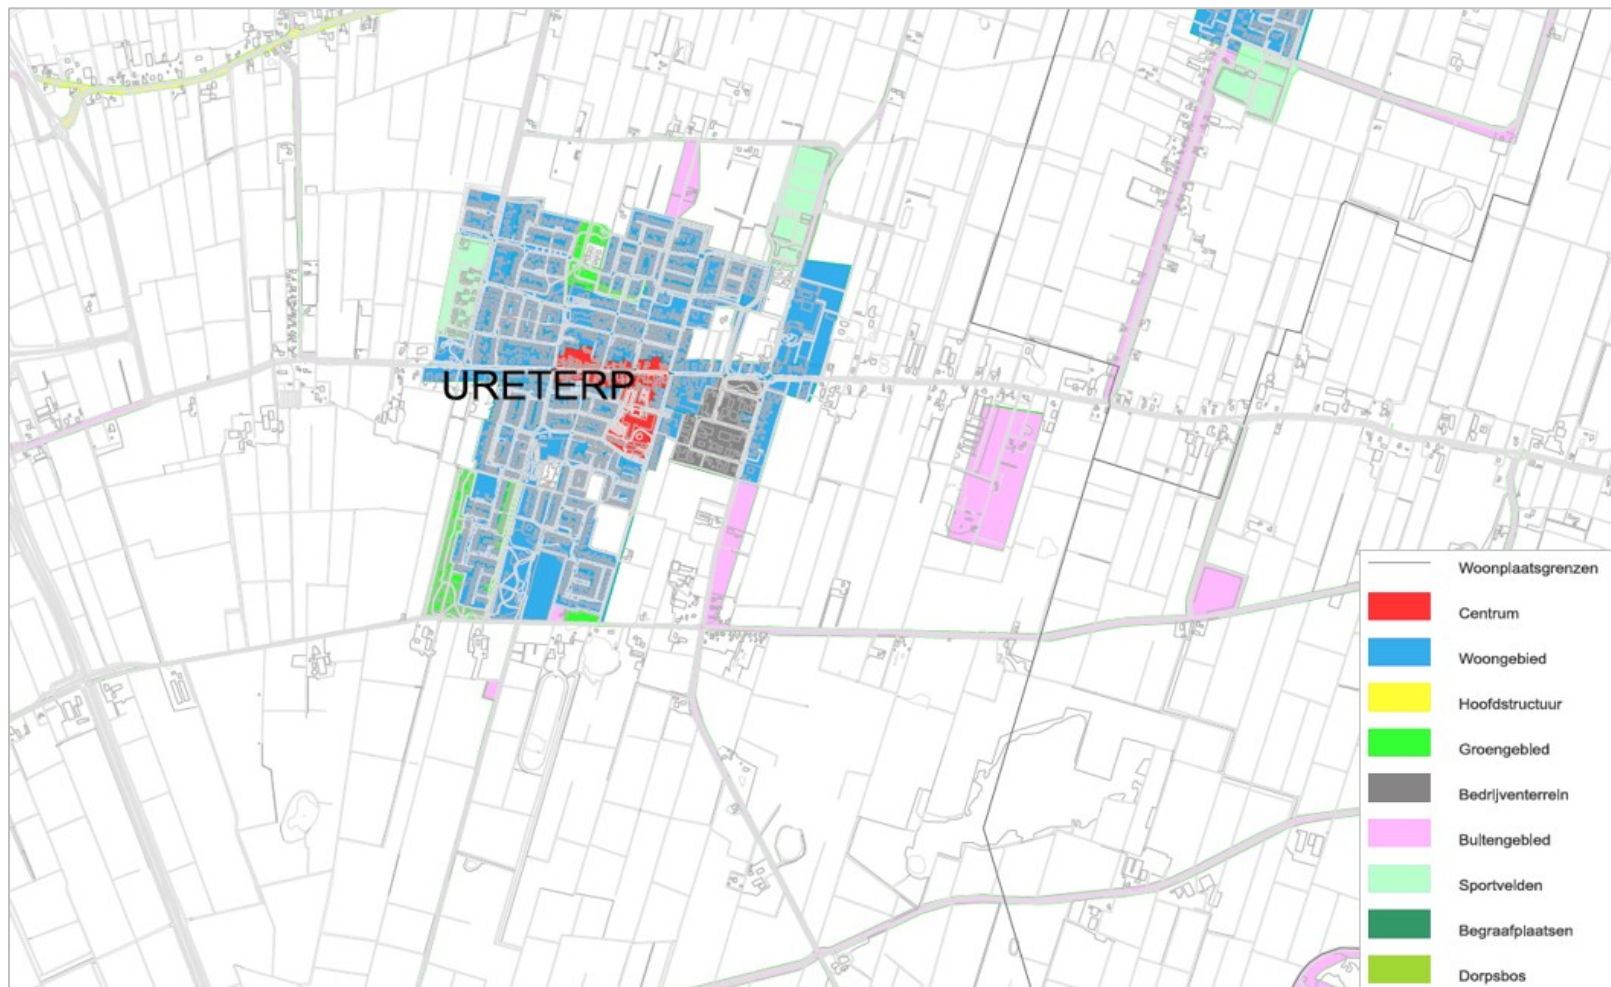 URETERP
Woonplaatsgrenzen
Centrum
Woongebied
Hoofdstructuur
Groengebied
Bedrijventerrein
Buitengebied
Sportvelden
Begraafplaatsen
Dorpsbos